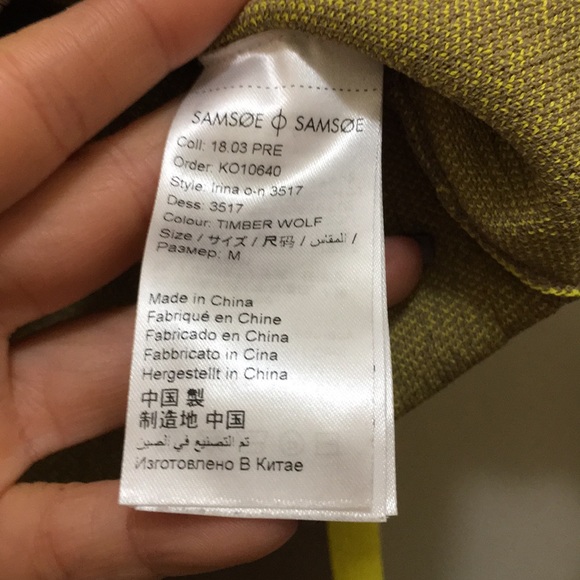 SAMSØE ϕ SAMSØE
Coll: 18.03 PRE
Order: KO10640
Style: Irina o-n 3517
Dess: 3517
Colour: TIMBER WOLF
Size / サイズ / 尺码 / المقاس /
Размер: M
Made in China
Fabriqué en Chine
Fabricado en China
Fabbricato in Cina
Hergestellt in China
中国 製
制造地 中国
تم التصنيع في الصين
Изготовлено В Китае